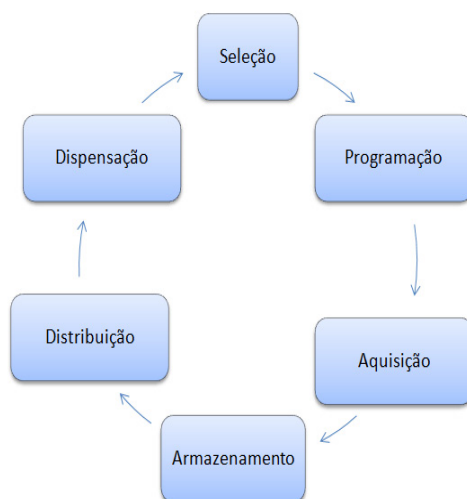 Seleção
Programação
Aquisição
Armazenamento
Distribuição
Dispensação